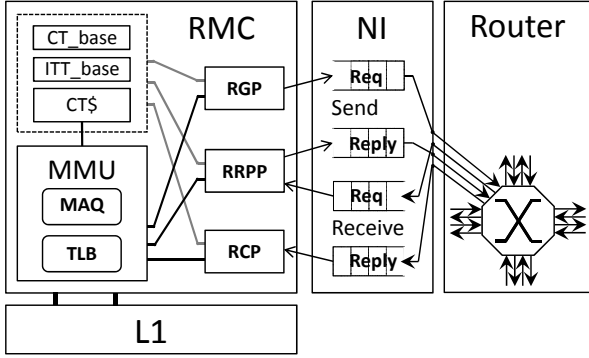 RMC
NI
Router
CT_base
ITT_base
CT$
RGP
Req
Send
MMU
RRPP
Reply
MAQ
Req
Receive
TLB
RCP
Reply
L1